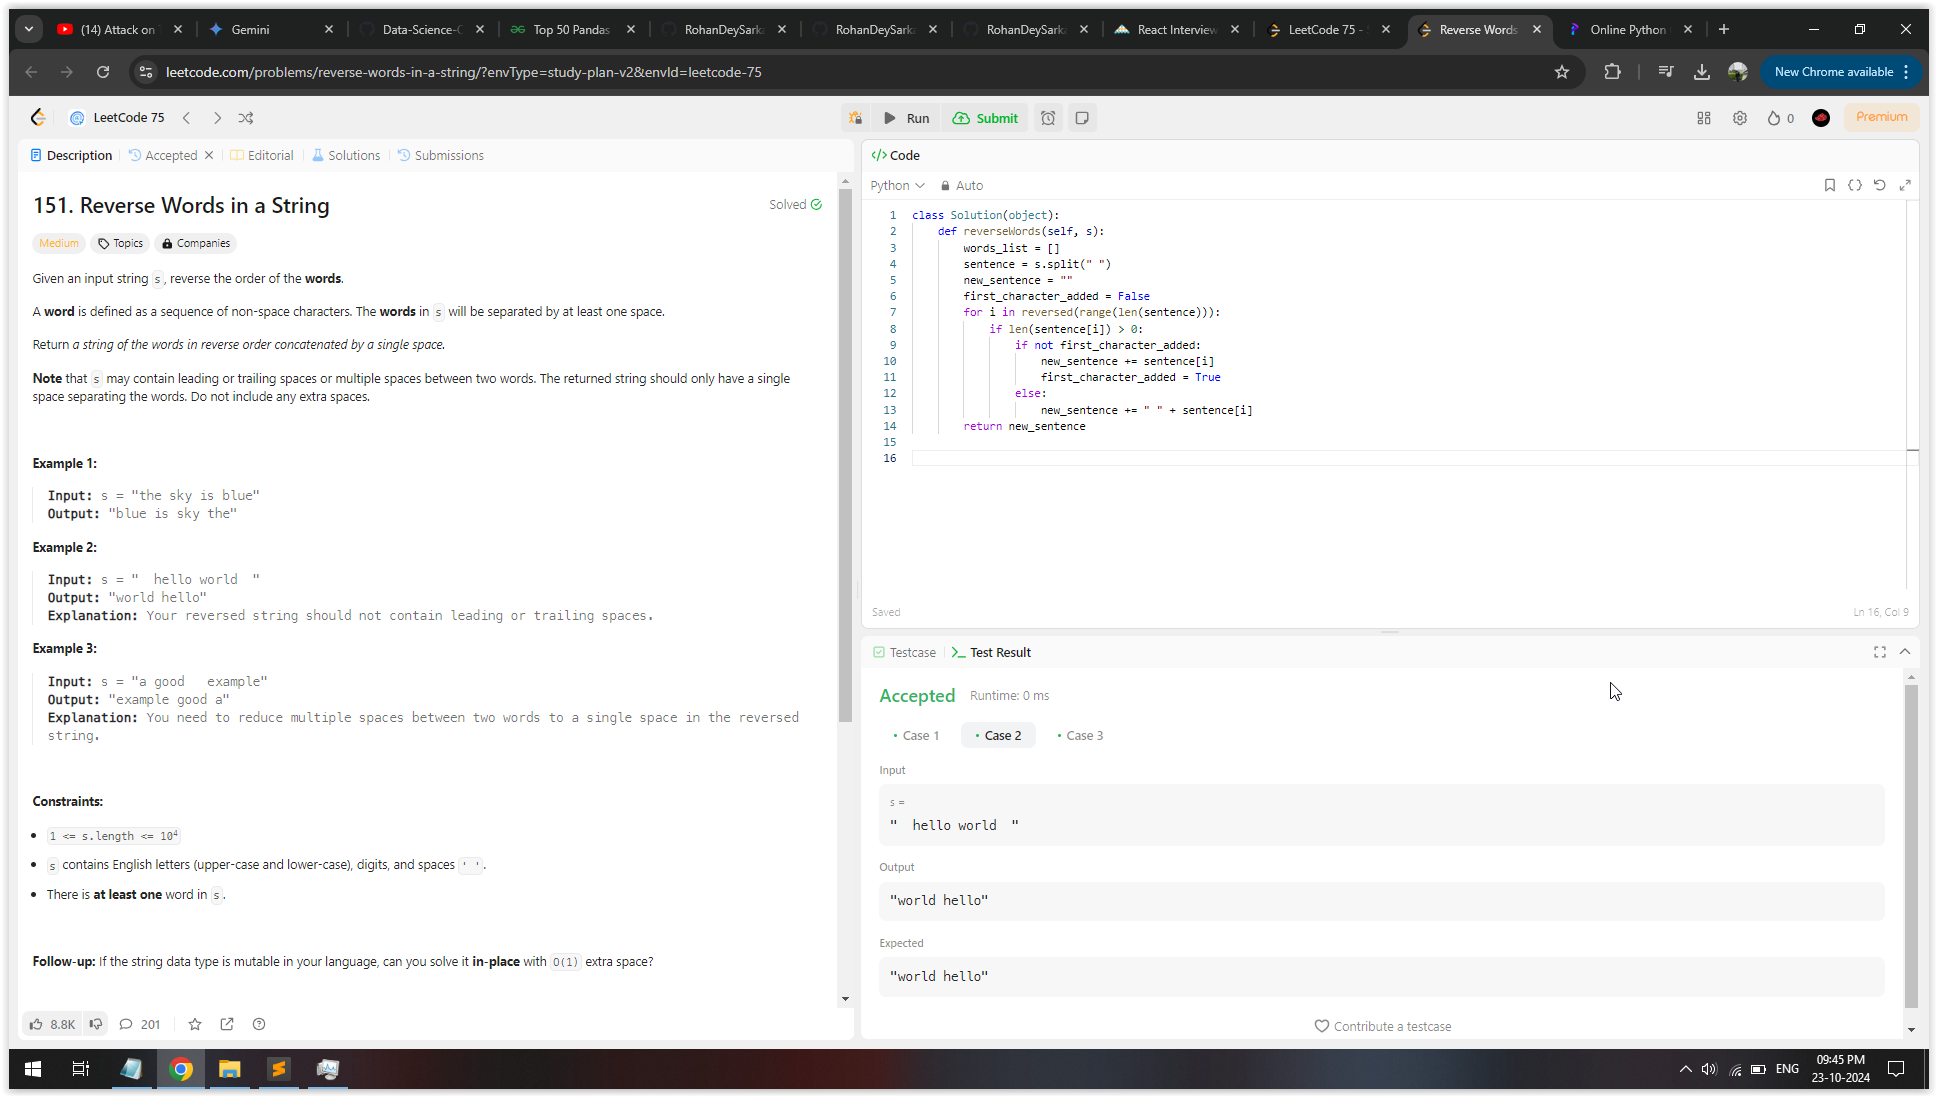 (14) Attack on
Gemini
Data-Science-
Top 50 Pandas
RohanDeySark
RohanDeySark
RohanDeySark
React Interview
LeetCode 75 -
Reverse Words
Online Python
leetcode.com/problems/reverse-words-in-a-string/?envType=study-plan-v2&envId=leetcode-75
New Chrome available
LeetCode 75
Run
Submit
0
Premium
Description
Accepted
Editorial
Solutions
Submissions
151. Reverse Words in a String
Solved
Medium
Topics
Companies
Given an input string s, reverse the order of the words.
A word is defined as a sequence of non-space characters. The words in s will be separated by at least one space.
Return a string of the words in reverse order concatenated by a single space.
Note that s may contain leading or trailing spaces or multiple spaces between two words. The returned string should only have a single
space separating the words. Do not include any extra spaces.
Example 1:
Input: s = "the sky is blue"
Output: "blue is sky the"
Example 2:
Input: s = "  hello world  "
Output: "world hello"
Explanation: Your reversed string should not contain leading or trailing spaces.
Example 3:
Input: s = "a good   example"
Output: "example good a"
Explanation: You need to reduce multiple spaces between two words to a single space in the reversed
string.
Constraints:
1 <= s.length <= 10⁴
s contains English letters (upper-case and lower-case), digits, and spaces ' '.
There is at least one word in s.
Follow-up: If the string data type is mutable in your language, can you solve it in-place with O(1) extra space?
8.8K
201
</> Code
Python
Auto
1 class Solution(object):
2     def reverseWords(self, s):
3         words_list = []
4         sentence = s.split(" ")
5         new_sentence = ""
6         first_character_added = False
7         for i in reversed(range(len(sentence))):
8             if len(sentence[i]) > 0:
9                 if not first_character_added:
10                     new_sentence += sentence[i]
11                     first_character_added = True
12                 else:
13                     new_sentence += " " + sentence[i]
14         return new_sentence
15
16
Saved
Ln 16, Col 9
Testcase
>_ Test Result
Accepted
Runtime: 0 ms
• Case 1
• Case 2
• Case 3
Input
s =
"  hello world  "
Output
"world hello"
Expected
"world hello"
Contribute a testcase
ENG
09:45 PM
23-10-2024